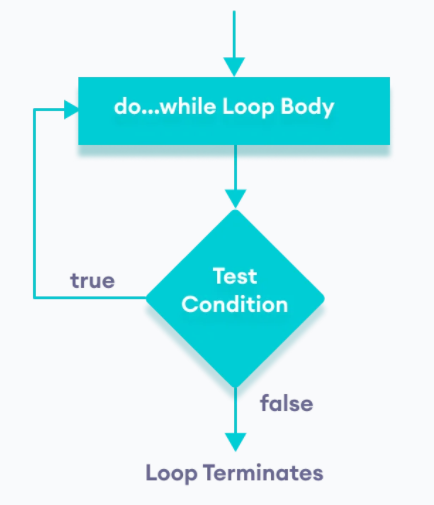 do...while Loop Body
Test
Condition
true
false
Loop Terminates